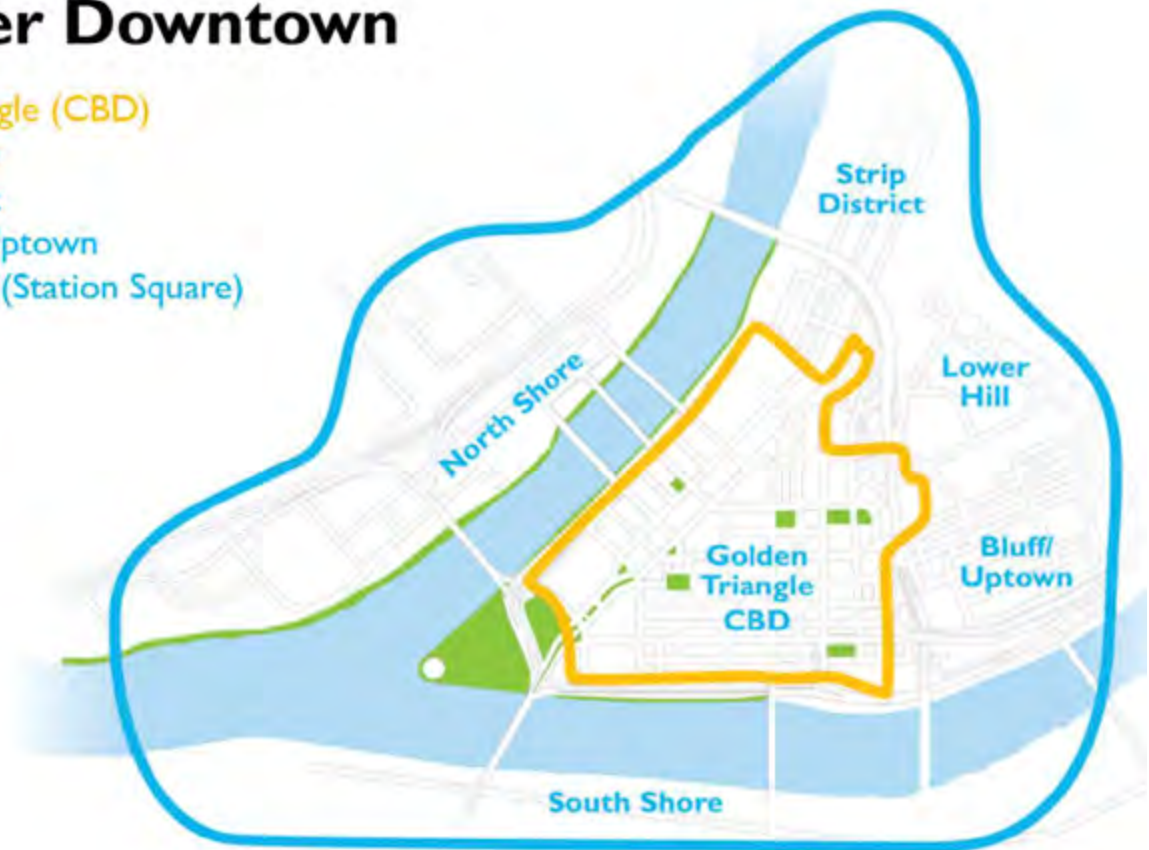 er Downtown
gle (CBD)
ptown
(Station Square)
Strip
District
North Shore
Lower
Hill
Golden
Triangle
CBD
Bluff/
Uptown
South Shore